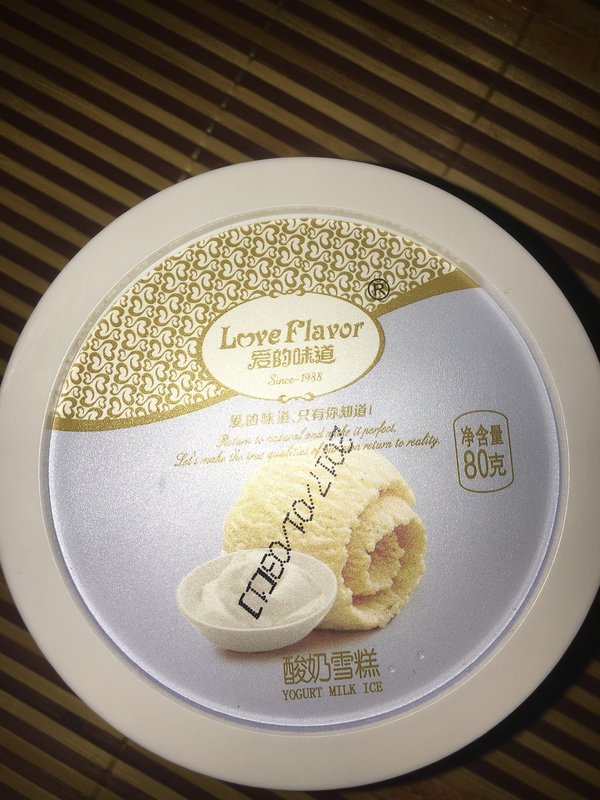 ®
Love Flavor
爱的味道
Since-1988
爱的味道,只有你知道!
Return to natural and make it perfect.
Let's make the true qualities of return to reality.
净含量
80克
2017/01/03
酸奶雪糕
YOGURT MILK ICE